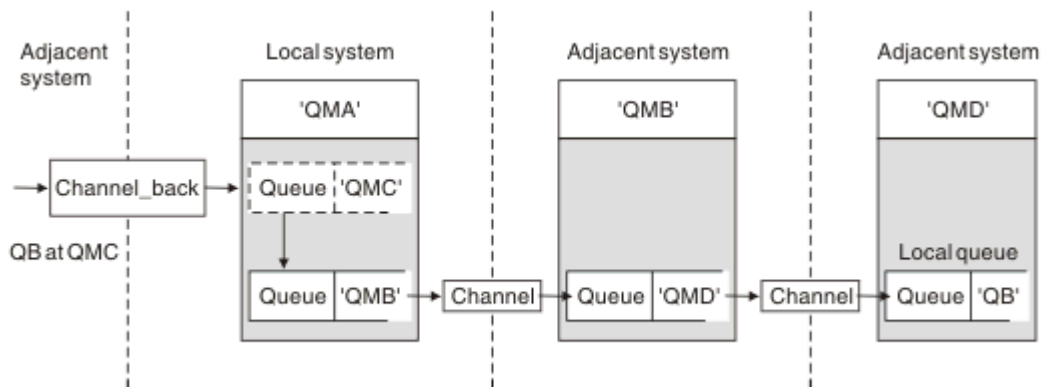 Adjacent
system
Local system
Adjacent system
Adjacent system
'QMA'
'QMB'
'QMD'
Channel_back
Queue 'QMC'
QB at QMC
Local queue
Queue 'QMB'
Channel
Queue 'QMD'
Channel
Queue 'QB'